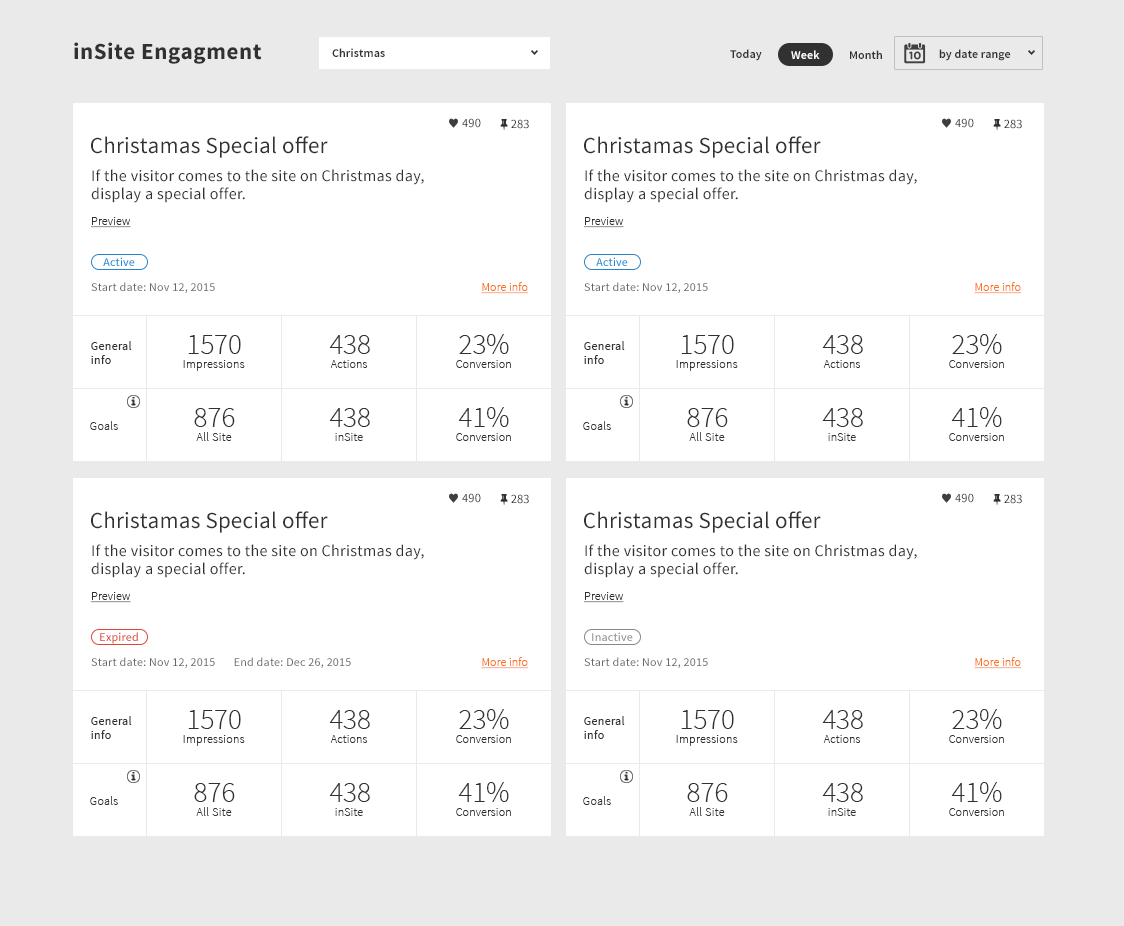 inSite Engagment
Christmas
Today Week Month 10 by date range
490 283
Christamas Special offer
If the visitor comes to the site on Christmas day,
display a special offer.
Preview
Active
Start date: Nov 12, 2015 More info
General
info
1570 438 23%
Impressions Actions Conversion
i
Goals
876 438 41%
All Site inSite Conversion
490 283
Christamas Special offer
If the visitor comes to the site on Christmas day,
display a special offer.
Preview
Active
Start date: Nov 12, 2015 More info
General
info
1570 438 23%
Impressions Actions Conversion
i
Goals
876 438 41%
All Site inSite Conversion
490 283
Christamas Special offer
If the visitor comes to the site on Christmas day,
display a special offer.
Preview
Expired
Start date: Nov 12, 2015 End date: Dec 26, 2015 More info
General
info
1570 438 23%
Impressions Actions Conversion
i
Goals
876 438 41%
All Site inSite Conversion
490 283
Christamas Special offer
If the visitor comes to the site on Christmas day,
display a special offer.
Preview
Inactive
Start date: Nov 12, 2015 More info
General
info
1570 438 23%
Impressions Actions Conversion
i
Goals
876 438 41%
All Site inSite Conversion